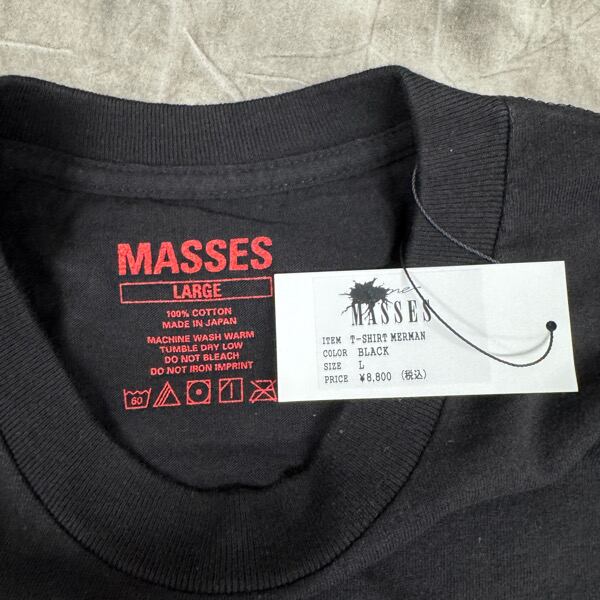 MASSES
LARGE
100% COTTON
MADE IN JAPAN
MACHINE WASH WARM
TUMBLE DRY LOW
DO NOT BLEACH
DO NOT IRON IMPRINT
60
MASSES
ITEM T-SHIRT MERMAN
COLOR BLACK
SIZE L
PRICE ¥8,800 (税込)